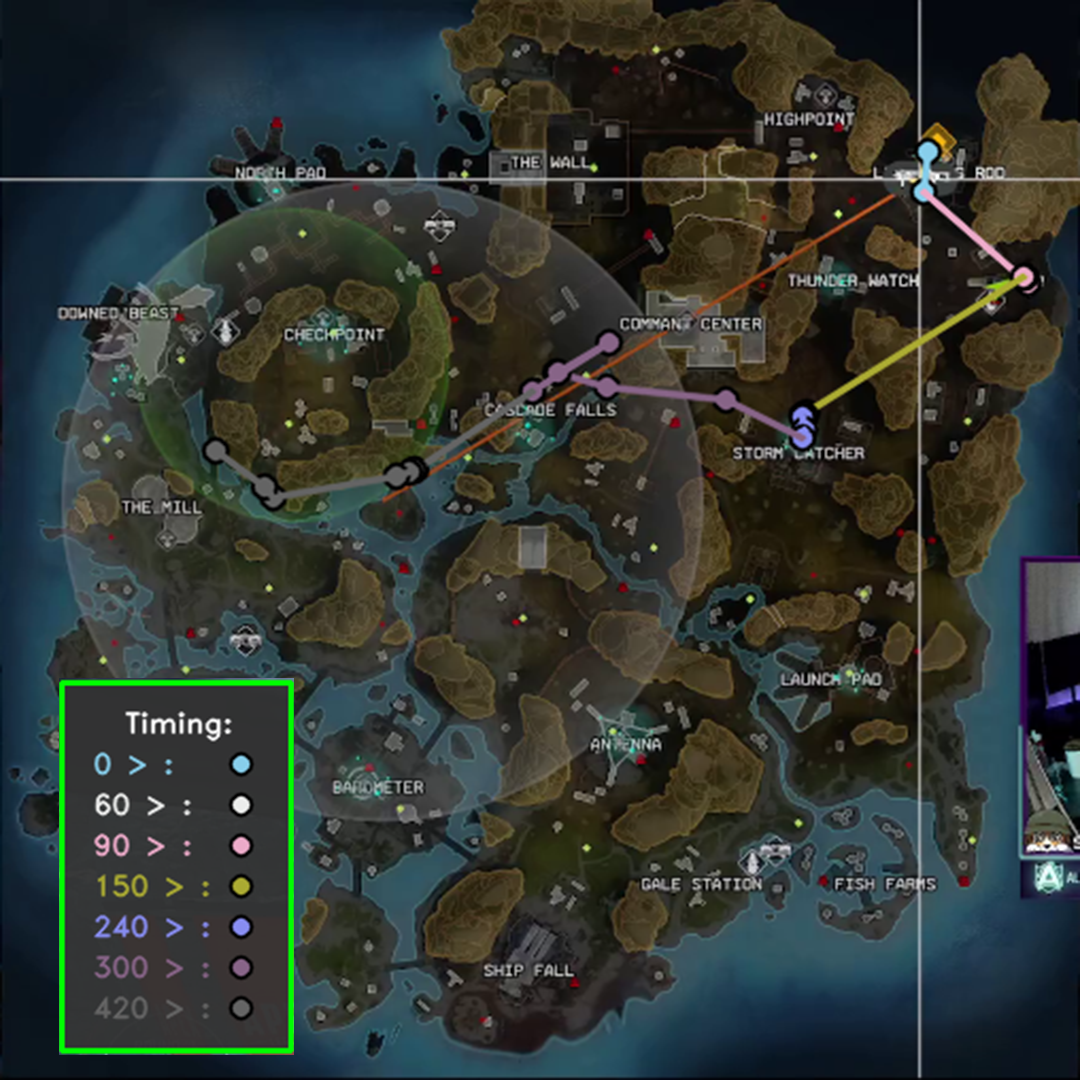 HIGHPOINT
THE WALL
NORTH PAD
L S ROD
THUNDER WATCH
DOWNED BEAST
COMMAND CENTER
CHECKPOINT
CASCADE FALLS
STORM CATCHER
THE MILL
LAUNCH PAD
ANTENNA
BAROMETER
GALE STATION
FISH FARMS
SHIP FALL
Timing:
0 > :
60 > :
90 > :
150 > :
240 > :
300 > :
420 > :
A AL